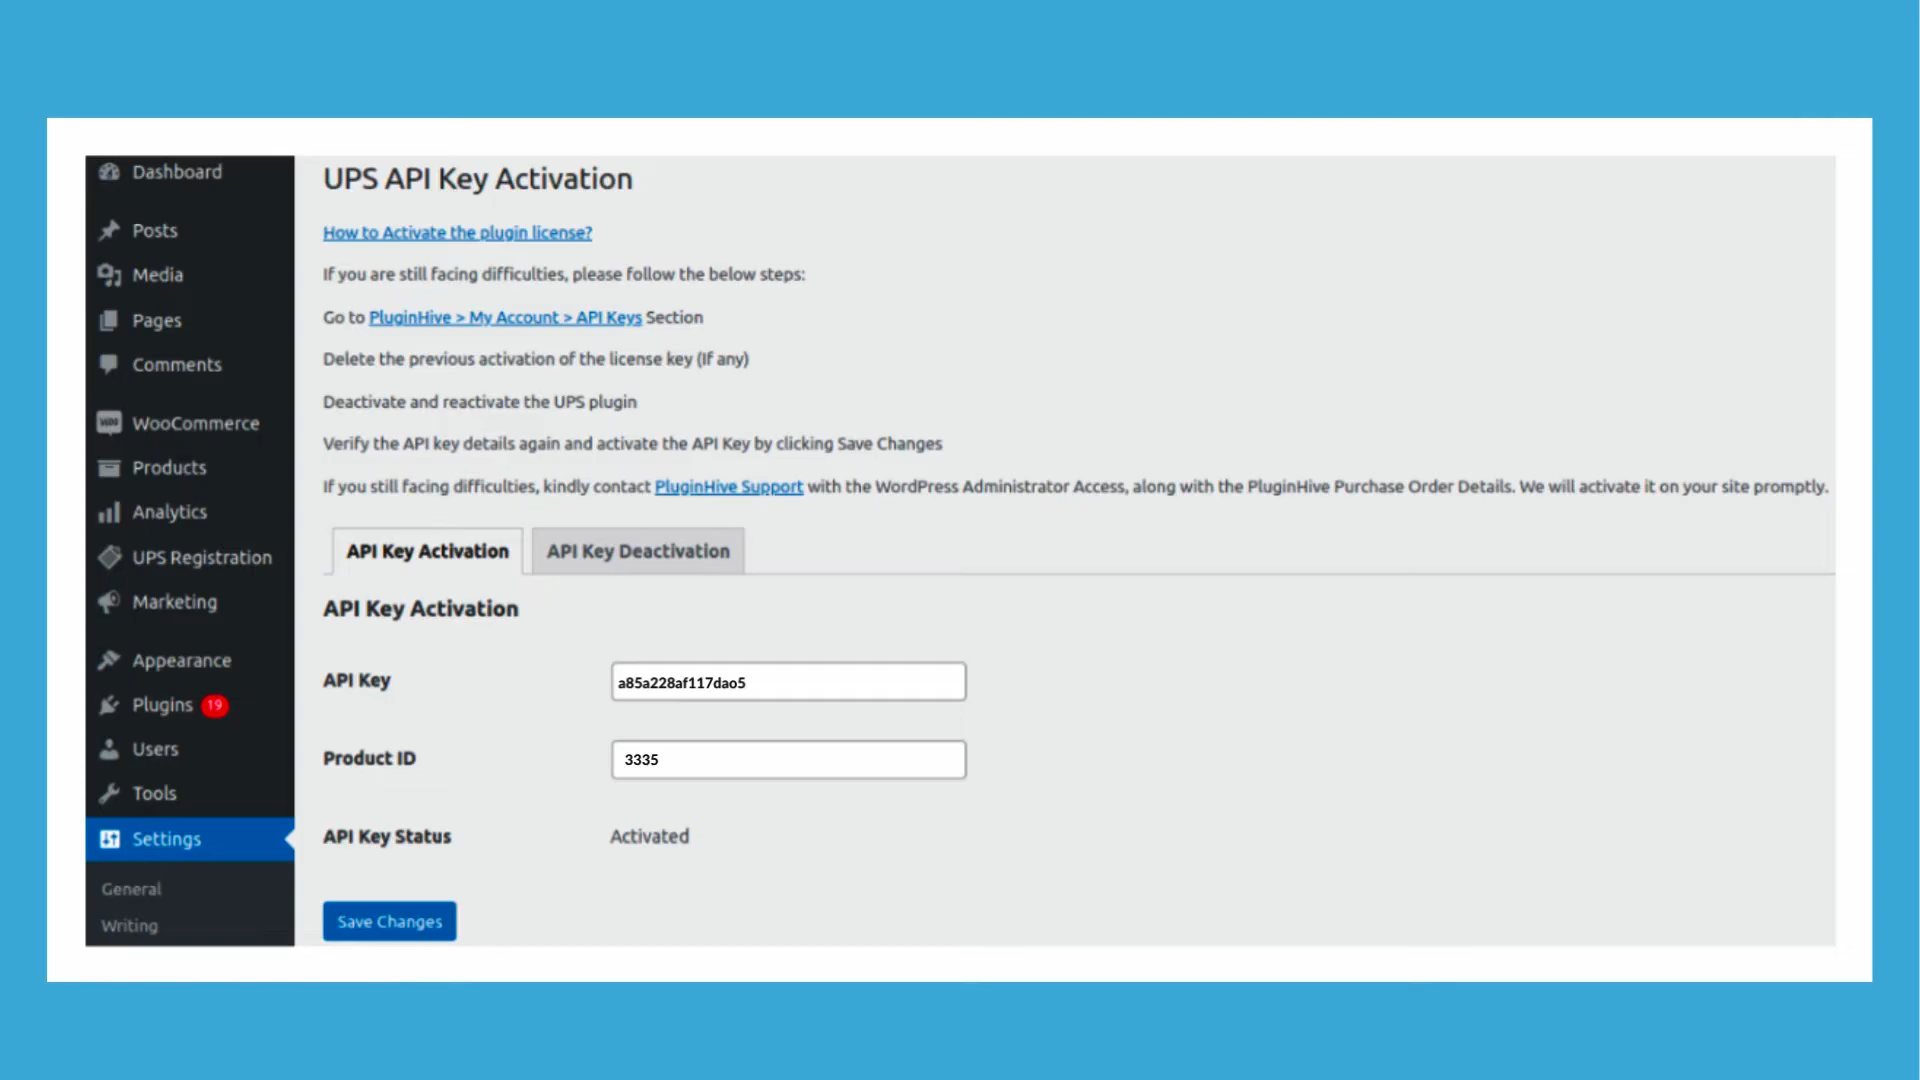 Dashboard
Posts
Media
Pages
Comments
WooCommerce
Products
Analytics
UPS Registration
Marketing
Appearance
Plugins 19
Users
Tools
Settings
General
Writing
UPS API Key Activation
How to Activate the plugin license?
If you are still facing difficulties, please follow the below steps:
Go to PluginHive > My Account > API Keys Section
Delete the previous activation of the license key (If any)
Deactivate and reactivate the UPS plugin
Verify the API key details again and activate the API Key by clicking Save Changes
If you still facing difficulties, kindly contact PluginHive Support with the WordPress Administrator Access, along with the PluginHive Purchase Order Details. We will activate it on your site promptly.
API Key Activation API Key Deactivation
API Key Activation
API Key a85a228af117dao5
Product ID 3335
API Key Status Activated
Save Changes